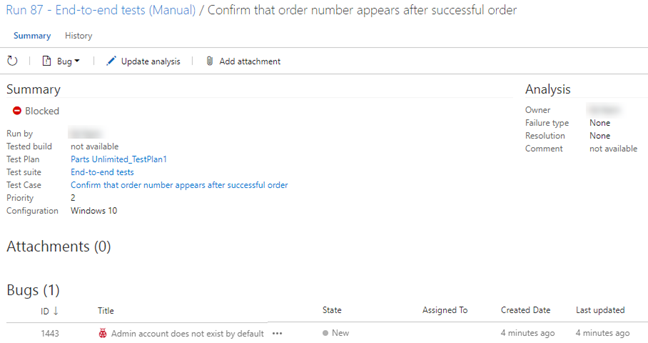 Run 87 - End-to-end tests (Manual) / Confirm that order number appears after successful order
Summary History
Bug Update analysis Add attachment
Summary
Blocked
Run by
Tested build not available
Test Plan Parts Unlimited_TestPlan1
Test suite End-to-end tests
Test Case Confirm that order number appears after successful order
Priority 2
Configuration Windows 10
Analysis
Owner
Failure type None
Resolution None
Comment not available
Attachments (0)
Bugs (1)
ID ↓ Title State Assigned To Created Date Last updated
1443 Admin account does not exist by default ••• New 4 minutes ago 4 minutes ago